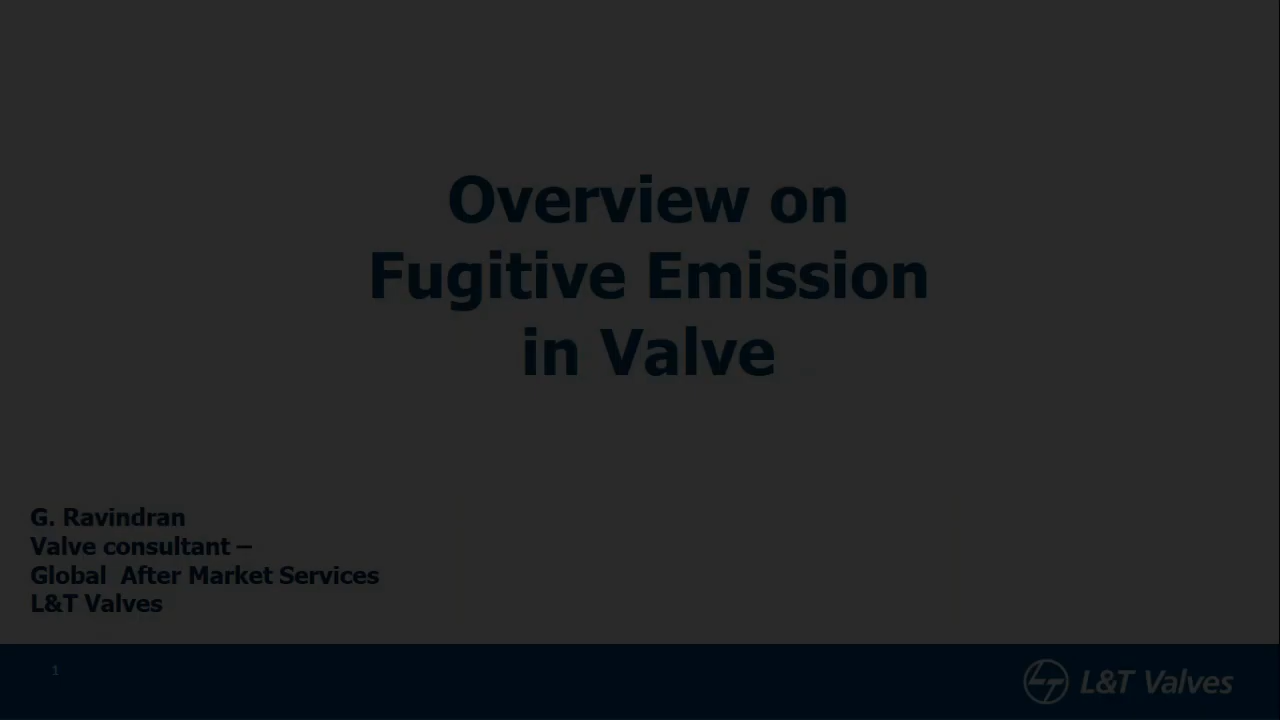 Overview on
Fugitive Emission
in Valve
G. Ravindran
Valve consultant –
Global After Market Services
L&T Valves
1
L&T Valves